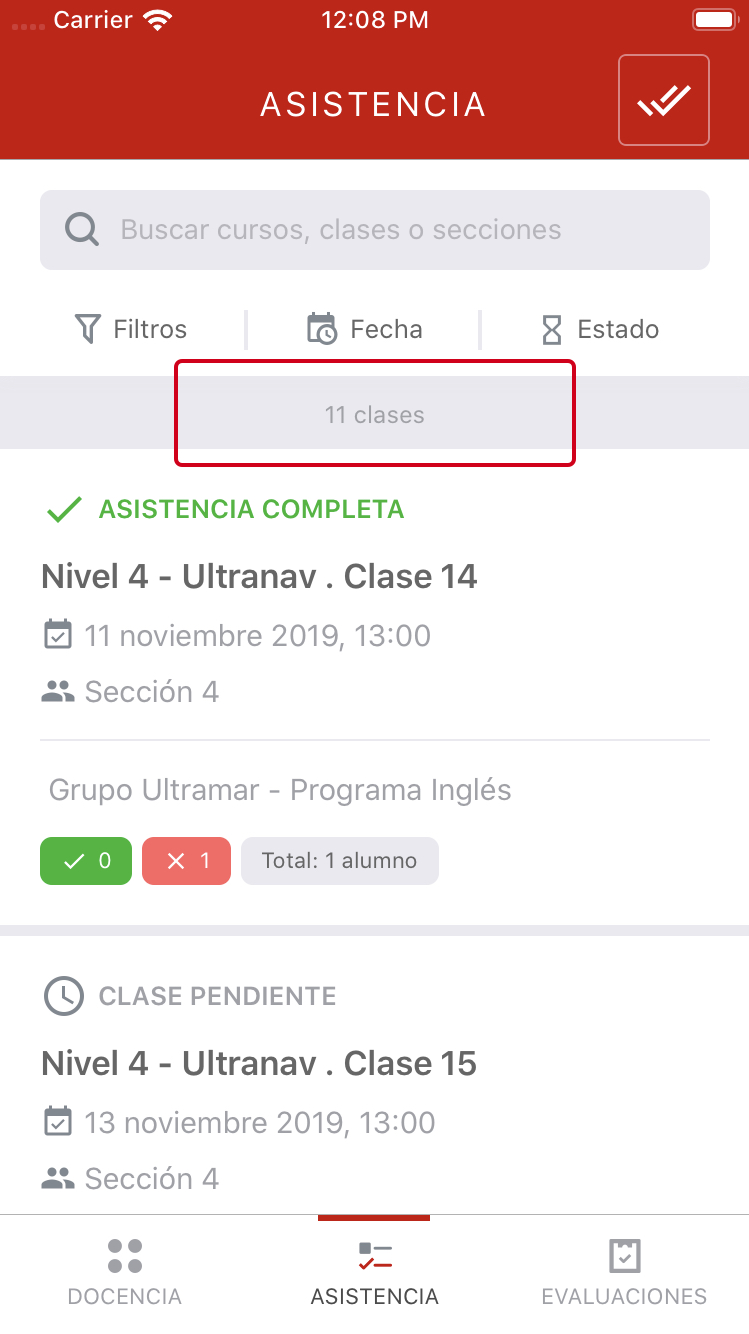 Carrier 12:08 PM
ASISTENCIA
Buscar cursos, clases o secciones
Filtros Fecha Estado
11 clases
ASISTENCIA COMPLETA
Nivel 4 - Ultranav . Clase 14
11 noviembre 2019, 13:00
Sección 4
Grupo Ultramar - Programa Inglés
0 1 Total: 1 alumno
CLASE PENDIENTE
Nivel 4 - Ultranav . Clase 15
13 noviembre 2019, 13:00
Sección 4
DOCENCIA ASISTENCIA EVALUACIONES